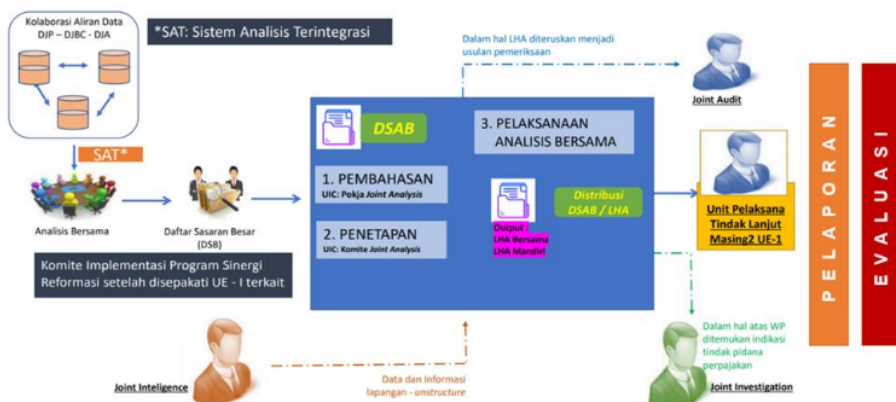 Kolaborasi Aliran Data
DJP – DJBC - DJA
*SAT: Sistem Analisis Terintegrasi
SAT*
Analisis Bersama
Daftar Sasaran Besar
(DSB)
Komite Implementasi Program Sinergi
Reformasi setelah disepakati UE - I terkait
Dalam hal LHA diteruskan menjadi
usulan pemeriksaan
DSAB
1. PEMBAHASAN
UIC: Pokja Joint Analysis
2. PENETAPAN
UIC: Komite Joint Analysis
3. PELAKSANAAN
ANALISIS BERSAMA
Output :
LHA Bersama
LHA Mandiri
Distribusi
DSAB / LHA
Joint Audit
Unit Pelaksana
Tindak Lanjut
Masing2 UE-1
Dalam hal atas WP
ditemukan indikasi
tindak pidana
perpajakan
Joint Investigation
Joint Inteligence
Data dan Informasi
lapangan - unstructure
PELAPORAN
EVALUASI